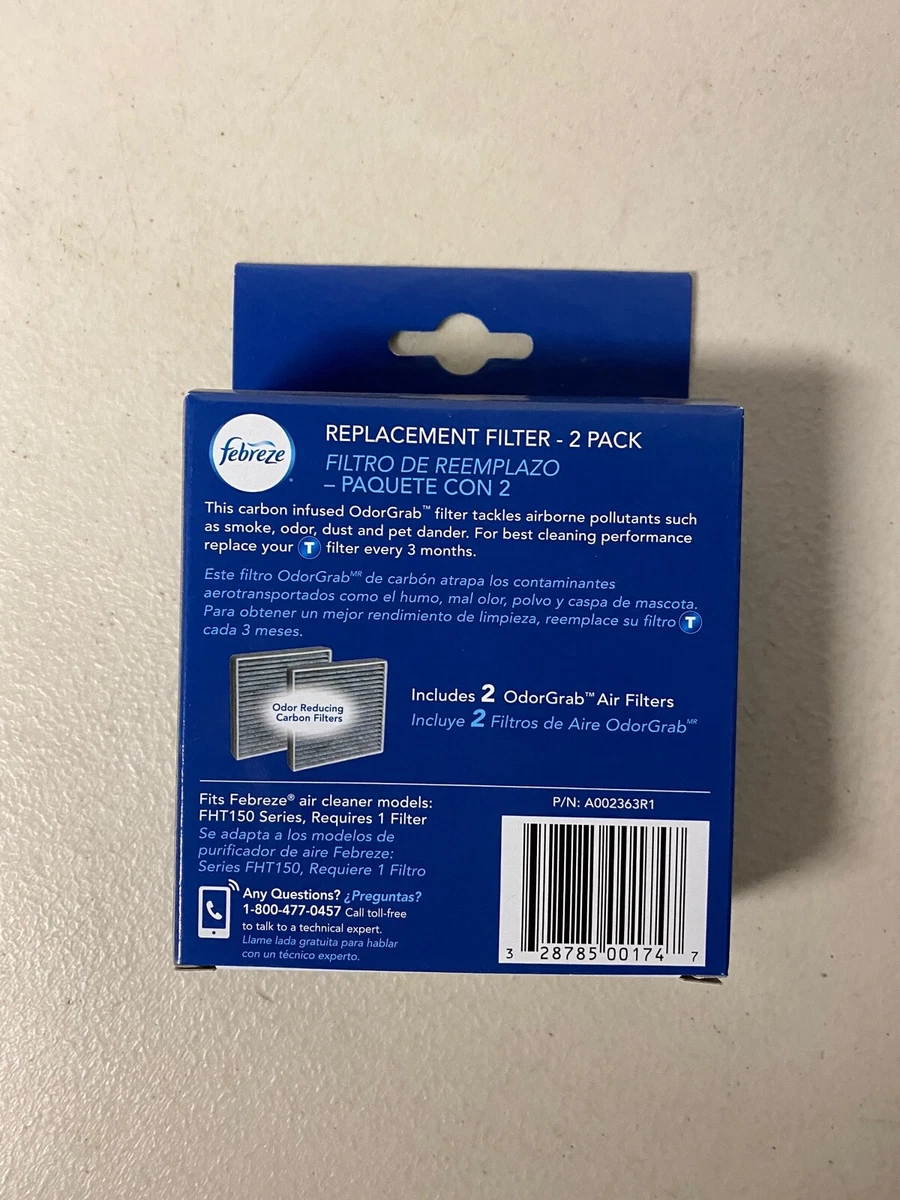 febreze
REPLACEMENT FILTER - 2 PACK
FILTRO DE REEMPLAZO
– PAQUETE CON 2
This carbon infused OdorGrab™ filter tackles airborne pollutants such
as smoke, odor, dust and pet dander. For best cleaning performance
replace your T filter every 3 months.
Este filtro OdorGrabᴹᴿ de carbón atrapa los contaminantes
aerotransportados como el humo, mal olor, polvo y caspa de mascota.
Para obtener un mejor rendimiento de limpieza, reemplace su filtro T
cada 3 meses.
Odor Reducing
Carbon Filters
Includes 2 OdorGrab™ Air Filters
Incluye 2 Filtros de Aire OdorGrabᴹᴿ
Fits Febreze® air cleaner models:
FHT150 Series, Requires 1 Filter
Se adapta a los modelos de
purificador de aire Febreze:
Series FHT150, Requiere 1 Filtro
Any Questions? ¿Preguntas?
1-800-477-0457 Call toll-free
to talk to a technical expert.
Llame lada gratuita para hablar
con un técnico experto.
P/N: A002363R1
3 28785 00174 7